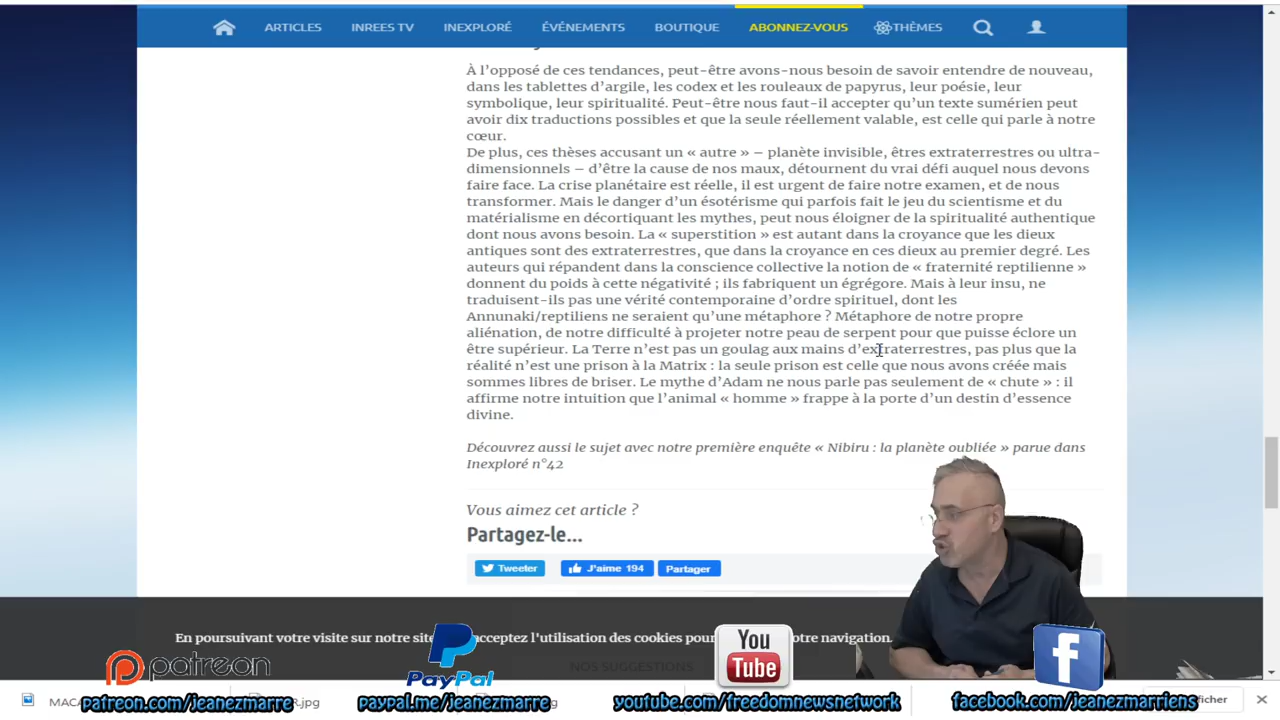 ARTICLES INREES TV INEXPLORÉ ÉVÉNEMENTS BOUTIQUE ABONNEZ-VOUS THÈMES
À l'opposé de ces tendances, peut-être avons-nous besoin de savoir entendre de nouveau,
dans les tablettes d'argile, les codex et les rouleaux de papyrus, leur poésie, leur
symbolique, leur spiritualité. Peut-être nous faut-il accepter qu'un texte sumérien peut
avoir dix traductions possibles et que la seule réellement valable, est celle qui parle à notre
cœur.
De plus, ces thèses accusant un « autre » – planète invisible, êtres extraterrestres ou ultra-
dimensionnels – d'être la cause de nos maux, détournent du vrai défi auquel nous devons
faire face. La crise planétaire est réelle, il est urgent de faire notre examen, et de nous
transformer. Mais le danger d'un ésotérisme qui parfois fait le jeu du scientisme et du
matérialisme en décortiquant les mythes, peut nous éloigner de la spiritualité authentique
dont nous avons besoin. La « superstition » est autant dans la croyance que les dieux
antiques sont des extraterrestres, que dans la croyance en ces dieux au premier degré. Les
auteurs qui répandent dans la conscience collective la notion de « fraternité reptilienne »
donnent du poids à cette négativité ; ils fabriquent un égrégore. Mais à leur insu, ne
traduisent-ils pas une vérité contemporaine d'ordre spirituel, dont les
Annunaki/reptiliens ne seraient qu'une métaphore ? Métaphore de notre propre
aliénation, de notre difficulté à projeter notre peau de serpent pour que puisse éclore un
être supérieur. La Terre n'est pas un goulag aux mains d'extraterrestres, pas plus que la
réalité n'est une prison à la Matrix : la seule prison est celle que nous avons créée mais
sommes libres de briser. Le mythe d'Adam ne nous parle pas seulement de « chute » : il
affirme notre intuition que l'animal « homme » frappe à la porte d'un destin d'essence
divine.
Découvrez aussi le sujet avec notre première enquête « Nibiru : la planète oubliée » parue dans
Inexploré n°42
Vous aimez cet article ?
Partagez-le...
Tweeter J'aime 194 Partager
En poursuivant votre visite sur notre site acceptez l'utilisation des cookies pour notre navigation.
NOS SUGGESTIONS
patreon PayPal You Tube f
MACA R.jpg Afficher
patreon.com/jeanezmarre paypal.me/jeanezmarre youtube.com/freedomnewsnetwork facebook.com/jeanezmarriens